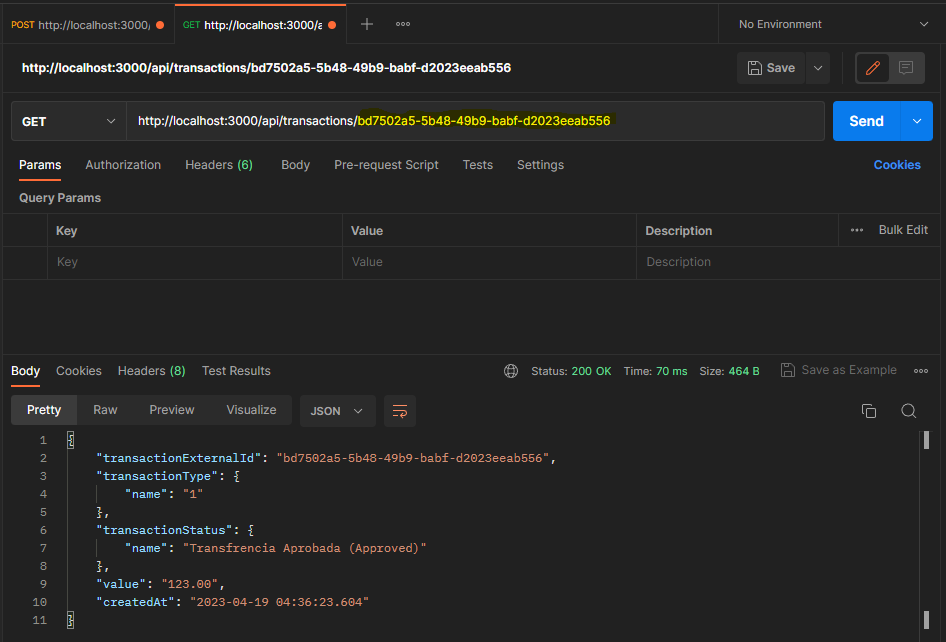 POST http://localhost:3000/ GET http://localhost:3000/a No Environment
http://localhost:3000/api/transactions/bd7502a5-5b48-49b9-babf-d2023eeab556 Save
GET http://localhost:3000/api/transactions/bd7502a5-5b48-49b9-babf-d2023eeab556 Send
Params Authorization Headers (6) Body Pre-request Script Tests Settings Cookies
Query Params
Key Value Description Bulk Edit
Key Value Description
Body Cookies Headers (8) Test Results Status: 200 OK Time: 70 ms Size: 464 B Save as Example
Pretty Raw Preview Visualize JSON
1 {
2 "transactionExternalId": "bd7502a5-5b48-49b9-babf-d2023eeab556",
3 "transactionType": {
4 "name": "1"
5 },
6 "transactionStatus": {
7 "name": "Transfrencia Aprobada (Approved)"
8 },
9 "value": "123.00",
10 "createdAt": "2023-04-19 04:36:23.604"
11 }